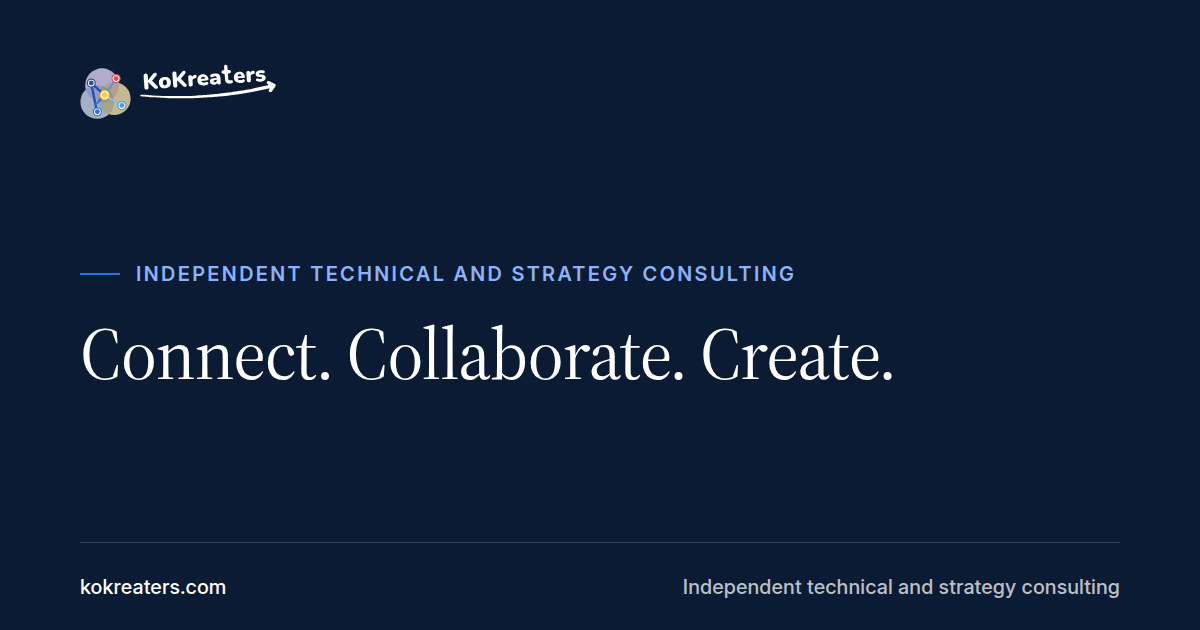 KoKreaters
INDEPENDENT TECHNICAL AND STRATEGY CONSULTING
Connect. Collaborate. Create.
kokreaters.com
Independent technical and strategy consulting